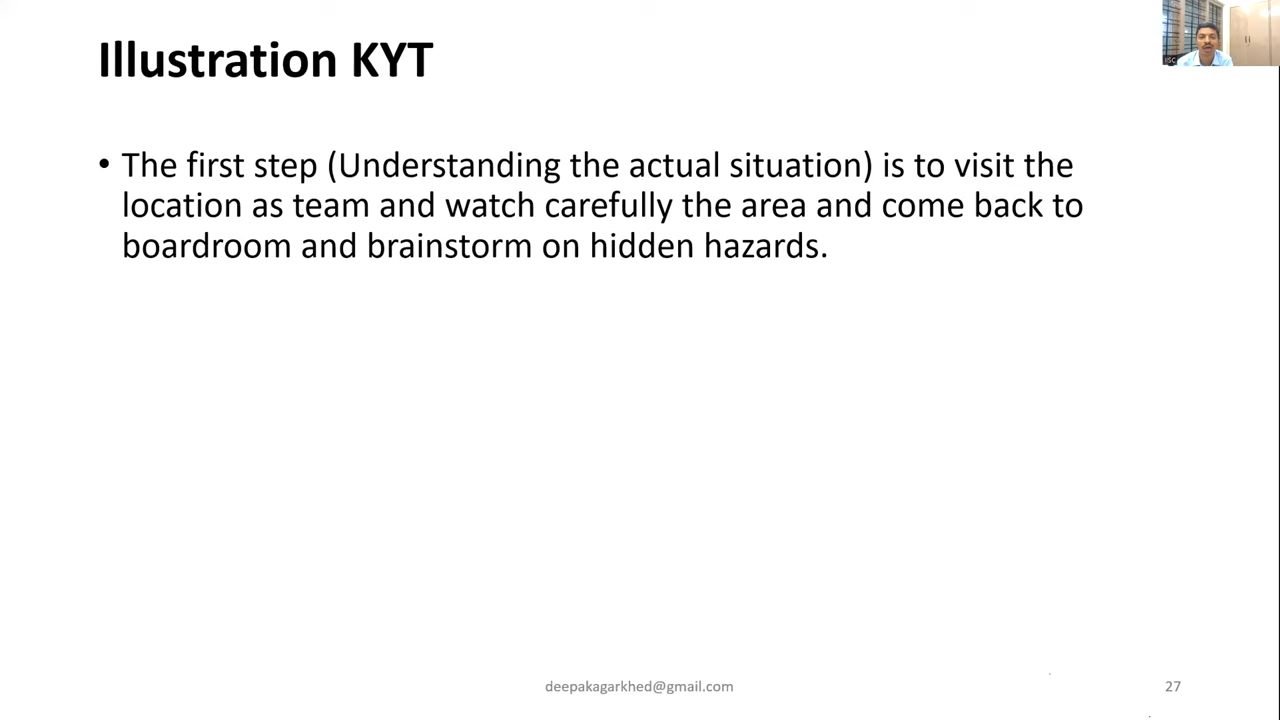 Illustration KYT
• The first step (Understanding the actual situation) is to visit the
location as team and watch carefully the area and come back to
boardroom and brainstorm on hidden hazards.
IISC
deepakagarkhed@gmail.com
27